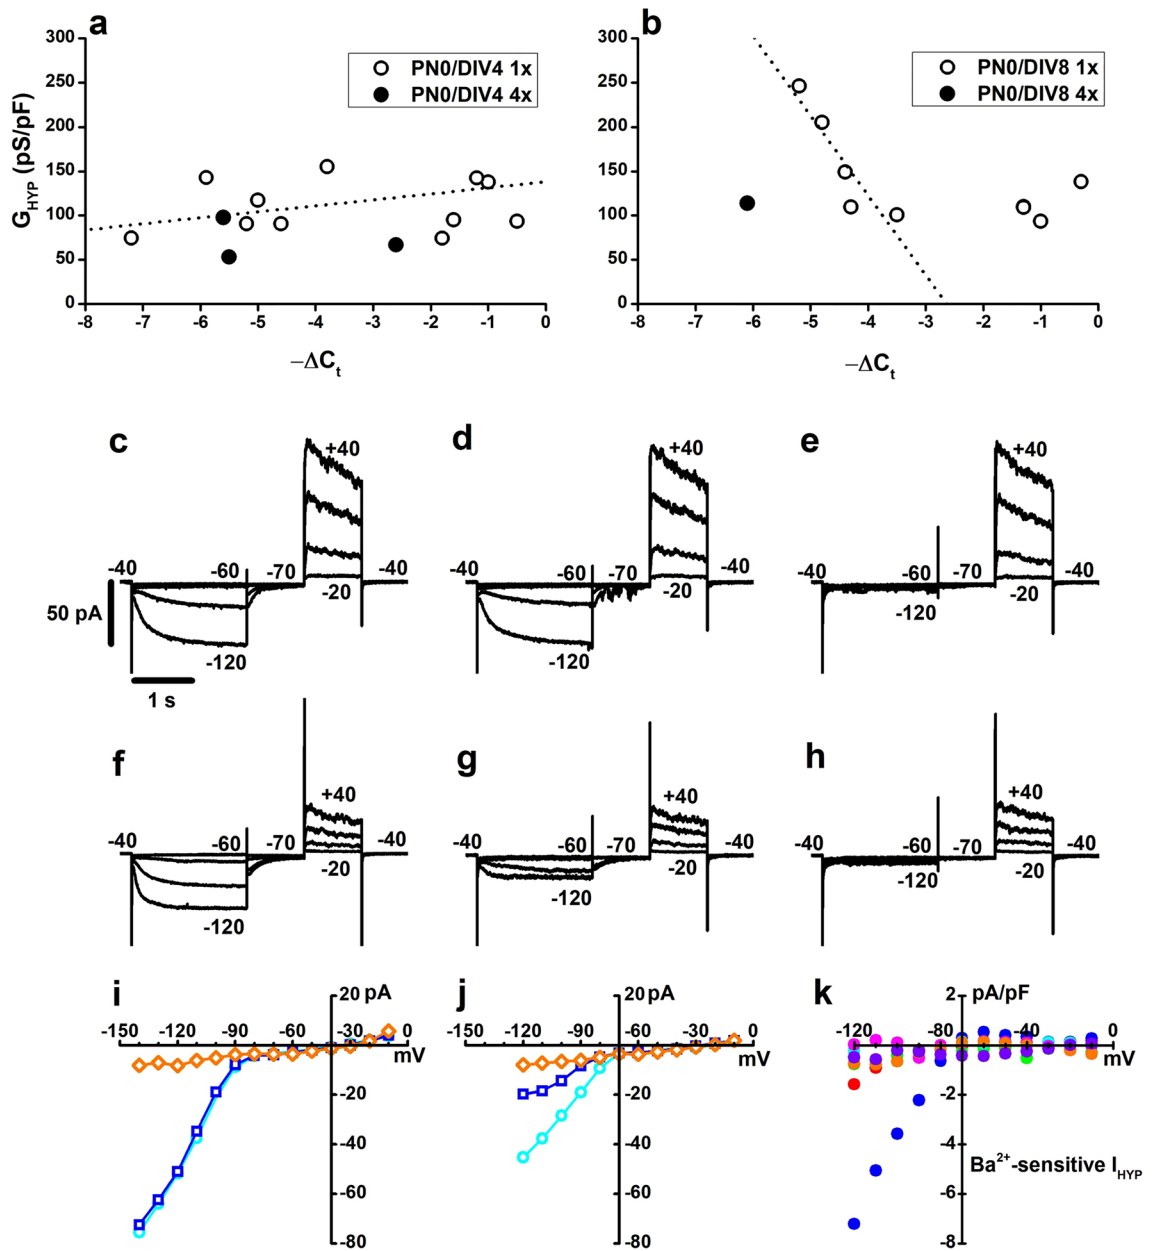 a
300
250
200
150
100
50
0
G_HYP (pS/pF)
PN0/DIV4 1x
PN0/DIV4 4x
-8 -7 -6 -5 -4 -3 -2 -1 0
−ΔC_t
b
300
250
200
150
100
50
0
PN0/DIV8 1x
PN0/DIV8 4x
-8 -7 -6 -5 -4 -3 -2 -1 0
−ΔC_t
c
+40
-40 -60 -70 -40
-20
-120
50 pA
1 s
d
+40
-40 -60 -70 -40
-20
-120
e
+40
-40 -60 -70 -40
-20
-120
f
+40
-40 -60 -70 -40
-20
-120
g
+40
-40 -60 -70 -40
-20
-120
h
+40
-40 -60 -70 -40
-20
-120
i
20 pA
-150 -120 -90 -60 -30 0
mV
-20
-40
-60
-80
j
20 pA
-150 -120 -90 -60 -30 0
mV
-20
-40
-60
-80
k
2 pA/pF
-120 -80 -40 0
mV
-2
-4
Ba²⁺-sensitive I_HYP
-6
-8